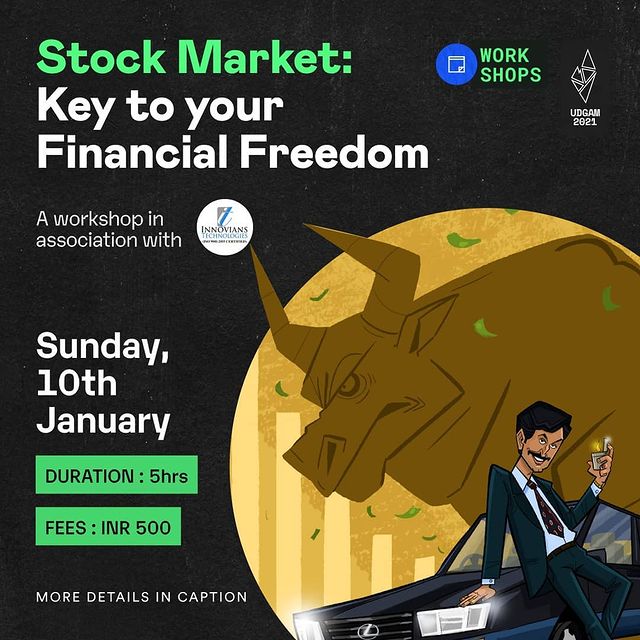 Stock Market:
Key to your
Financial Freedom
WORK
SHOPS
UDGAM
2021
A workshop in
association with
INNOVIANS
TECHNOLOGIES
Sunday,
10th
January
DURATION : 5hrs
FEES : INR 500
MORE DETAILS IN CAPTION